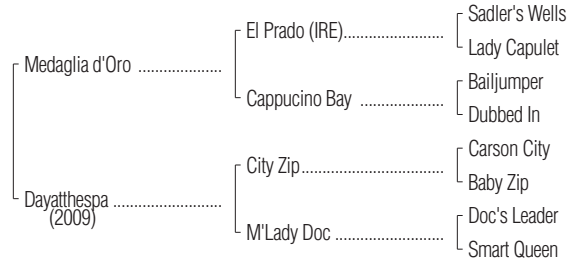 Sadler's Wells
El Prado (IRE)....................
Lady Capulet
Medaglia d'Oro ....................
Bailjumper
Cappucino Bay ....................
Dubbed In
Carson City
City Zip............................
Baby Zip
Dayatthespa ....................
(2009)
Doc's Leader
M'Lady Doc ....................
Smart Queen